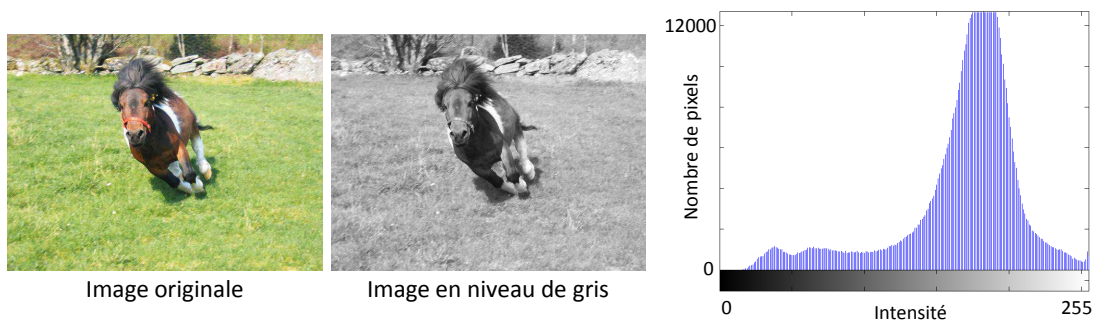 Image originale
Image en niveau de gris
12000
Nombre de pixels
0
0
Intensité
255